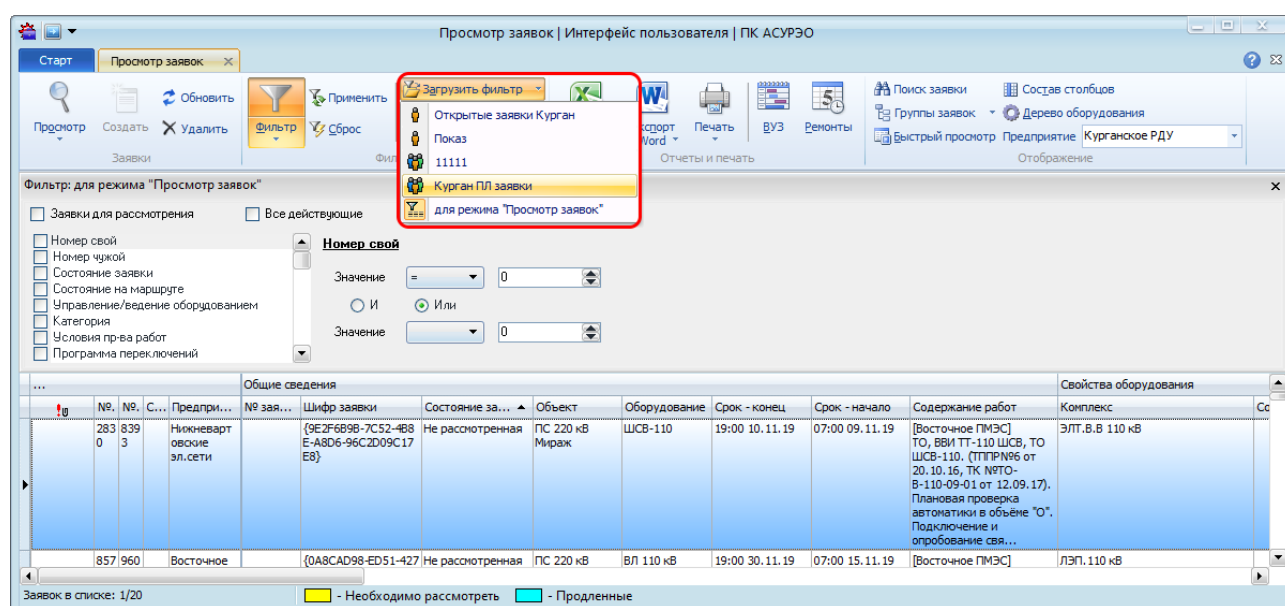 Просмотр заявок | Интерфейс пользователя | ПК АСУРЭО
Старт
Просмотр заявок
Просмотр
Создать
Обновить
Удалить
Заявки
Фильтр
Применить
Сброс
Загрузить фильтр
Открытые заявки Курган
Показ
11111
Курган ПЛ заявки
для режима "Просмотр заявок"
Word
Печать
ВУЗ
Ремонты
Отчеты и печать
Поиск заявки
Группы заявок
Быстрый просмотр
Состав столбцов
Дерево оборудования
Предприятие Курганское РДУ
Отображение
Фильтр: для режима "Просмотр заявок"
Заявки для рассмотрения
Все действующие
Номер свой
Номер чужой
Состояние заявки
Состояние на маршруте
Управление/ведение оборудованием
Категория
Условия пр-ва работ
Программа переключений
Номер свой
Значение = 0
И Или
Значение 0
... Общие сведения Свойства оборудования
№. №. С... Предпри... № зая... Шифр заявки Состояние за... Объект Оборудование Срок - конец Срок - начало Содержание работ Комплекс Со
283 839 Нижневарт {9E2F6B9B-7C52-4B8 Не рассмотренная ПС 220 кВ ШСВ-110 19:00 10.11.19 07:00 09.11.19 [Восточное ПМЭС] ЭЛТ.В.В 110 кВ
0 3 овские E-A8D6-96C2D09C17 Мираж ТО, ВВИ ТТ-110 ШСВ, ТО
эл.сети E8} ШСВ-110. (ТППР№6 от
20.10.16, ТК №ТО-
В-110-09-01 от 12.09.17).
Плановая проверка
автоматики в объёме "О".
Подключение и
опробование свя...
857 960 Восточное {0A8CAD98-ED51-427 Не рассмотренная ПС 220 кВ ВЛ 110 кВ 19:00 30.11.19 07:00 15.11.19 [Восточное ПМЭС] ЛЭП.110 кВ
Заявок в списке: 1/20
- Необходимо рассмотреть
- Продленные